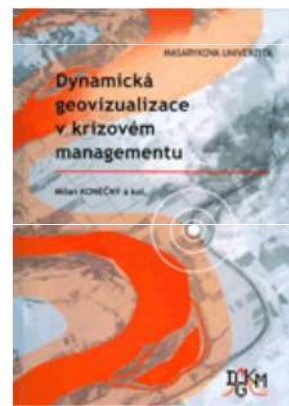 MASARYKOVA UNIVERZITA
Dynamická
geovizualizace
v krizovém
managementu
Milan KONEČNÝ a kol.